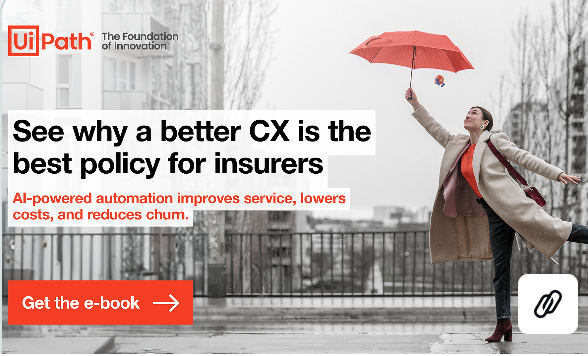 UiPath
The Foundation
of Innovation
See why a better CX is the
best policy for insurers
AI-powered automation improves service, lowers
costs, and reduces churn.
Get the e-book